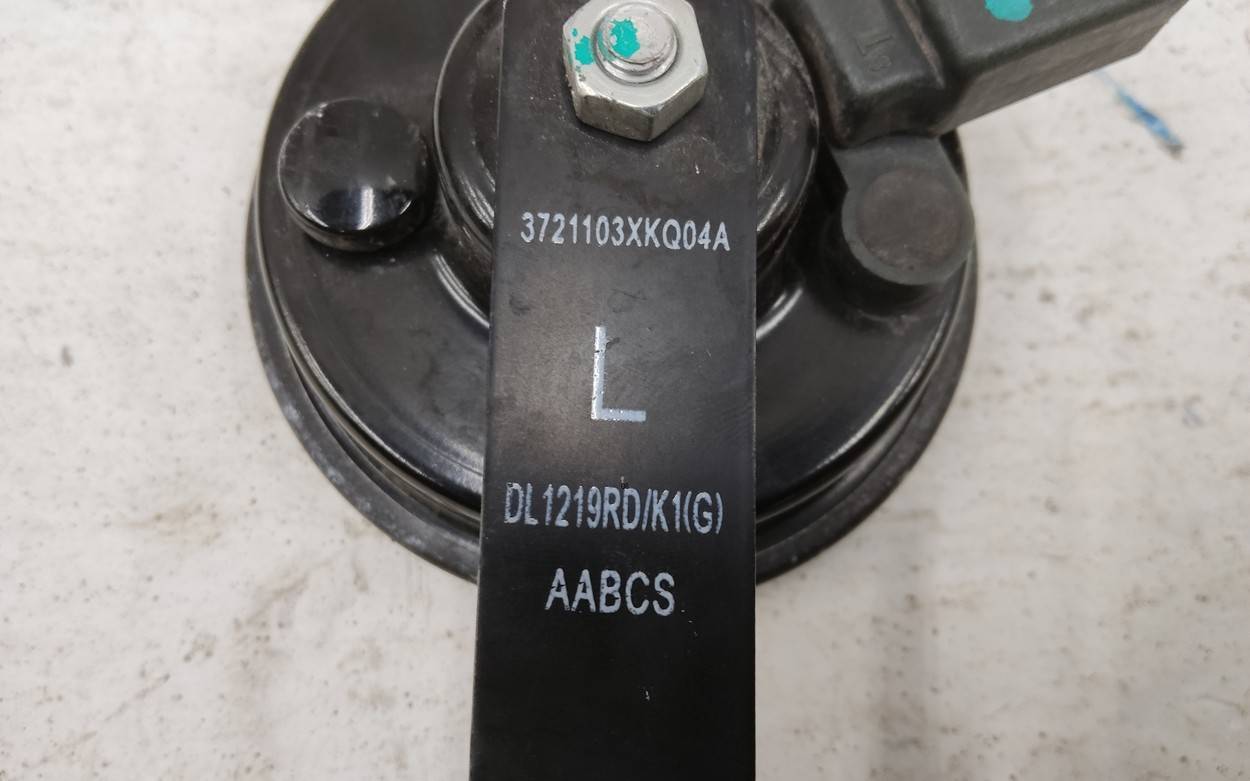 3721103XKQ04A
L
DL1219RD/K1(G)
AABCS